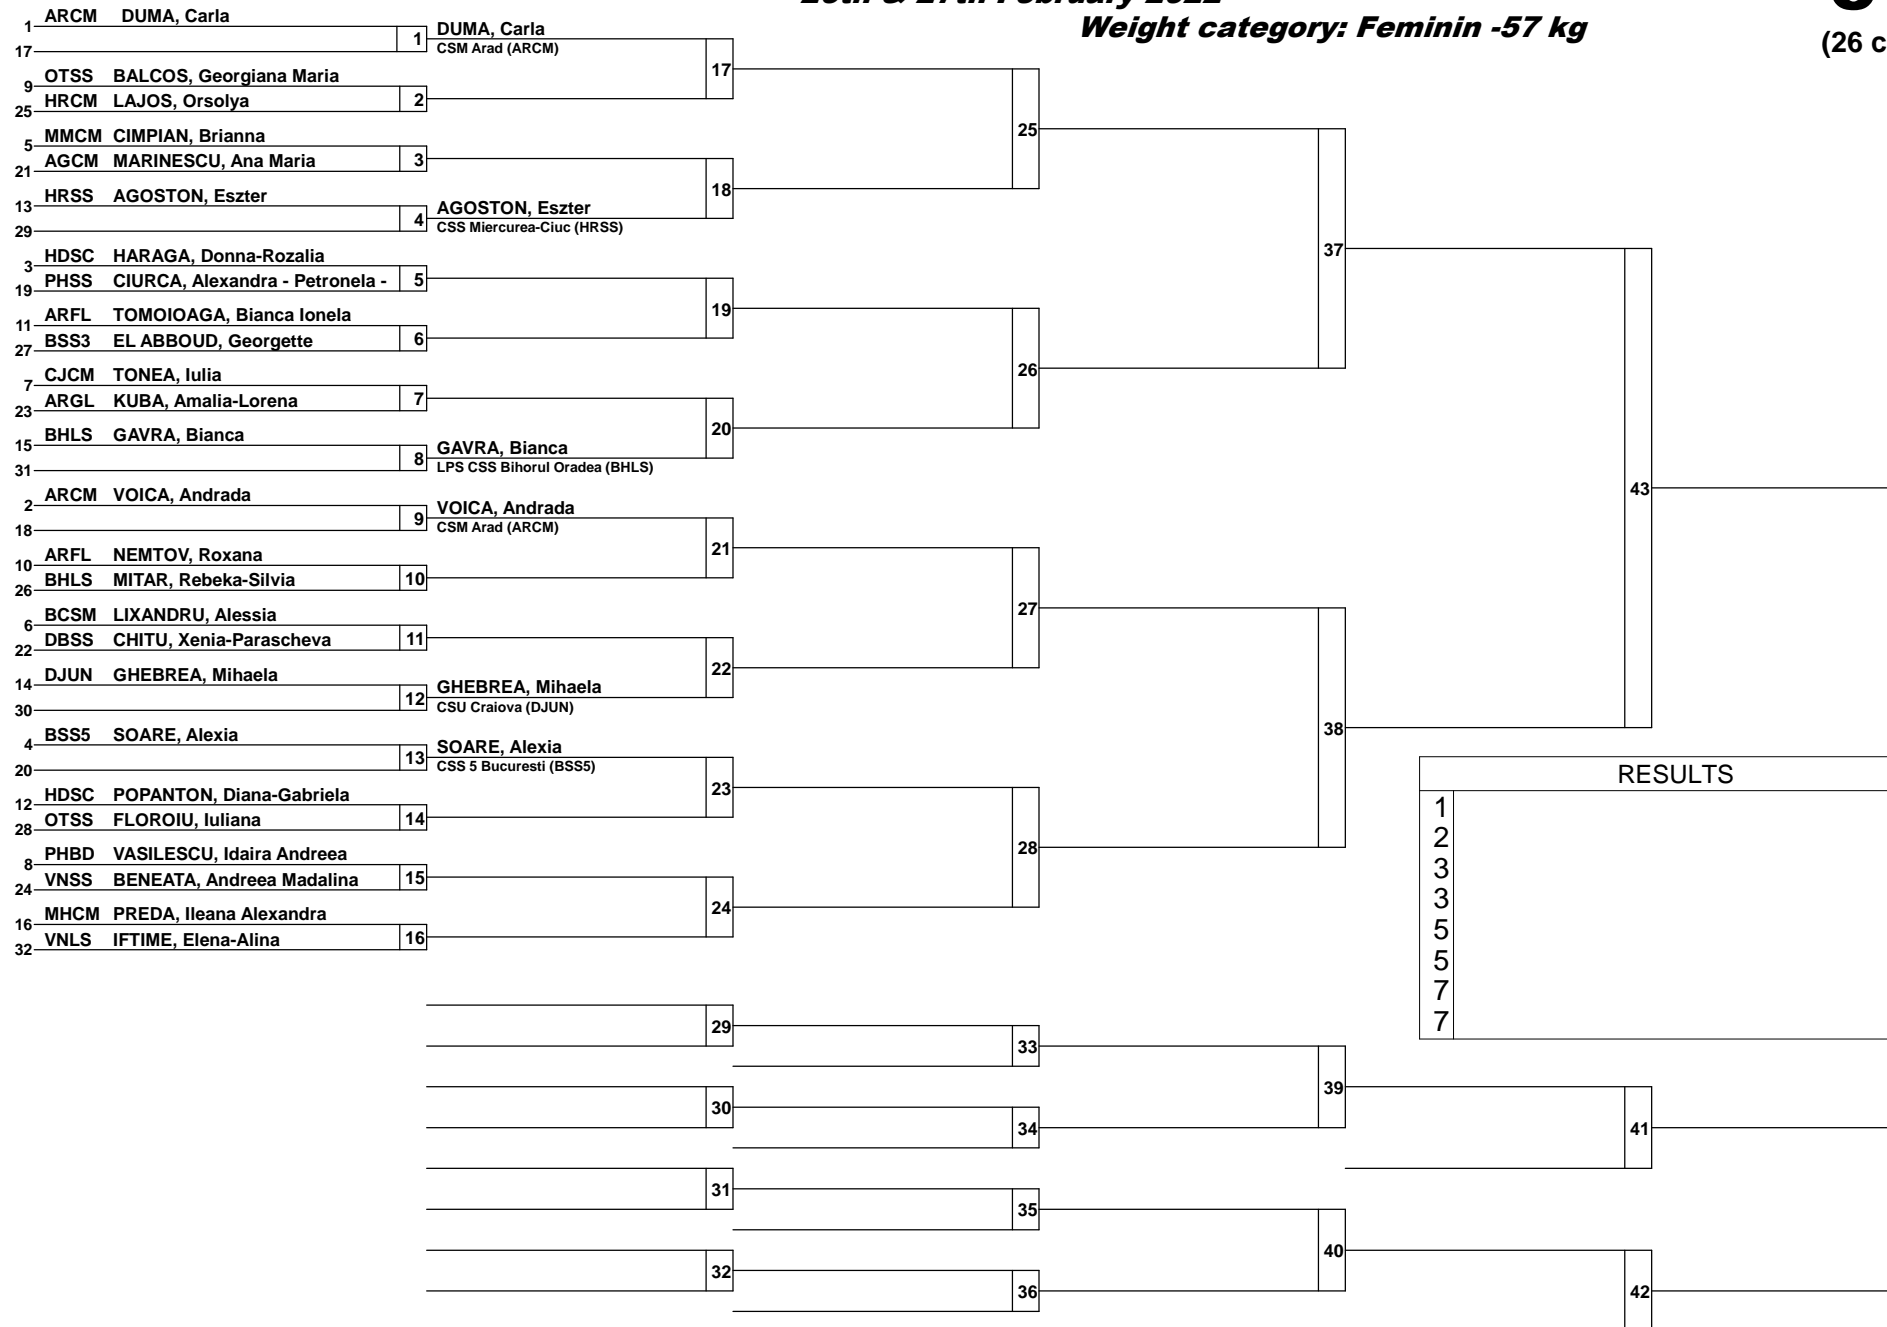 Weight category: Feminin -57 kg
(26 c
1 ARCM DUMA, Carla
17
1
DUMA, Carla
CSM Arad (ARCM)
17
9 OTSS BALCOS, Georgiana Maria
25 HRCM LAJOS, Orsolya
2
25
5 MMCM CIMPIAN, Brianna
21 AGCM MARINESCU, Ana Maria
3
18
13 HRSS AGOSTON, Eszter
29
4
AGOSTON, Eszter
CSS Miercurea-Ciuc (HRSS)
37
3 HDSC HARAGA, Donna-Rozalia
19 PHSS CIURCA, Alexandra - Petronela -
5
19
11 ARFL TOMOIOAGA, Bianca Ionela
27 BSS3 EL ABBOUD, Georgette
6
26
7 CJCM TONEA, Iulia
23 ARGL KUBA, Amalia-Lorena
7
20
15 BHLS GAVRA, Bianca
31
8
GAVRA, Bianca
LPS CSS Bihorul Oradea (BHLS)
43
2 ARCM VOICA, Andrada
18
9
VOICA, Andrada
CSM Arad (ARCM)
21
10 ARFL NEMTOV, Roxana
26 BHLS MITAR, Rebeka-Silvia
10
27
6 BCSM LIXANDRU, Alessia
22 DBSS CHITU, Xenia-Parascheva
11
22
14 DJUN GHEBREA, Mihaela
30
12
GHEBREA, Mihaela
CSU Craiova (DJUN)
38
4 BSS5 SOARE, Alexia
20
13
SOARE, Alexia
CSS 5 Bucuresti (BSS5)
23
12 HDSC POPANTON, Diana-Gabriela
28 OTSS FLOROIU, Iuliana
14
28
8 PHBD VASILESCU, Idaira Andreea
24 VNSS BENEATA, Andreea Madalina
15
24
16 MHCM PREDA, Ileana Alexandra
32 VNLS IFTIME, Elena-Alina
16
RESULTS
1
2
3
3
5
5
7
7
29
33
39
30
34
41
31
35
40
32
36
42